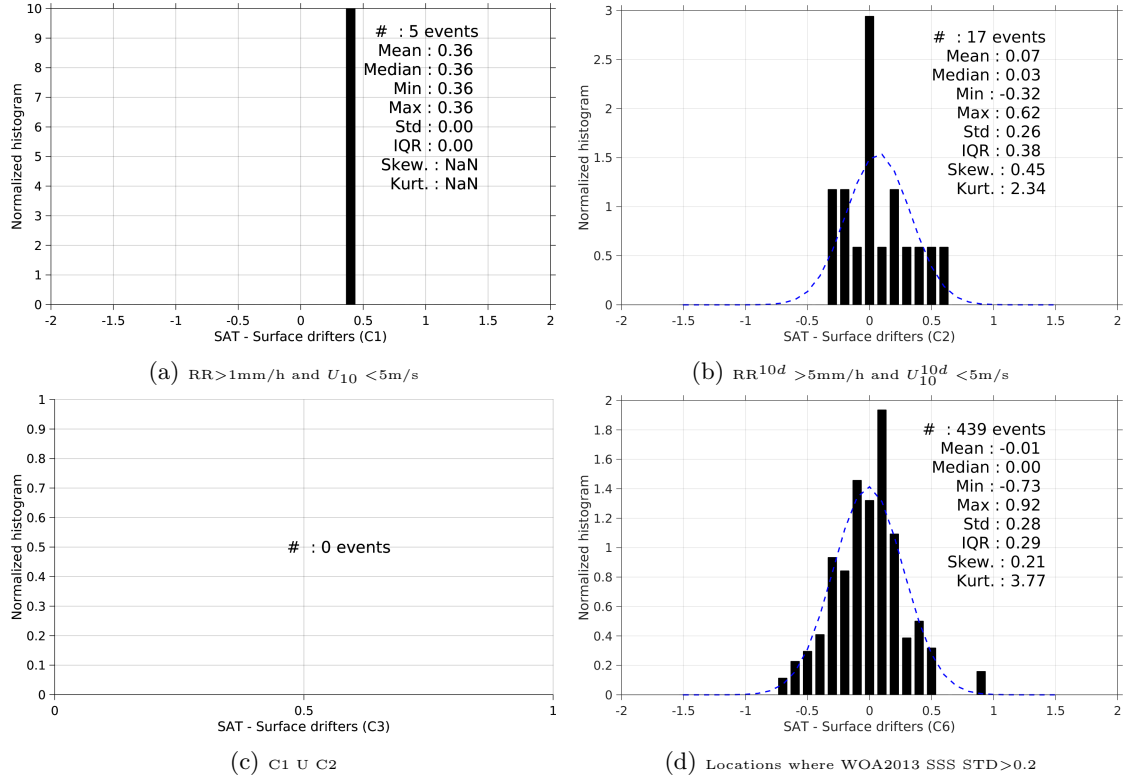 10
9
8
7
6
5
4
3
2
1
0
Normalized histogram
# : 5 events
Mean : 0.36
Median : 0.36
Min : 0.36
Max : 0.36
Std : 0.00
IQR : 0.00
Skew. : NaN
Kurt. : NaN
-2 -1.5 -1 -0.5 0 0.5 1 1.5 2
SAT - Surface drifters (C1)
(a) RR>1mm/h and U10 <5m/s
3
2.5
2
1.5
1
0.5
0
Normalized histogram
# : 17 events
Mean : 0.07
Median : 0.03
Min : -0.32
Max : 0.62
Std : 0.26
IQR : 0.38
Skew. : 0.45
Kurt. : 2.34
-2 -1.5 -1 -0.5 0 0.5 1 1.5 2
SAT - Surface drifters (C2)
(b) RR^10d >5mm/h and U_10^10d <5m/s
1
0.9
0.8
0.7
0.6
0.5
0.4
0.3
0.2
0.1
0
Normalized histogram
# : 0 events
0 0.5 1
SAT - Surface drifters (C3)
(c) C1 U C2
2
1.8
1.6
1.4
1.2
1
0.8
0.6
0.4
0.2
0
Normalized histogram
# : 439 events
Mean : -0.01
Median : 0.00
Min : -0.73
Max : 0.92
Std : 0.28
IQR : 0.29
Skew. : 0.21
Kurt. : 3.77
-2 -1.5 -1 -0.5 0 0.5 1 1.5 2
SAT - Surface drifters (C6)
(d) Locations where WOA2013 SSS STD>0.2